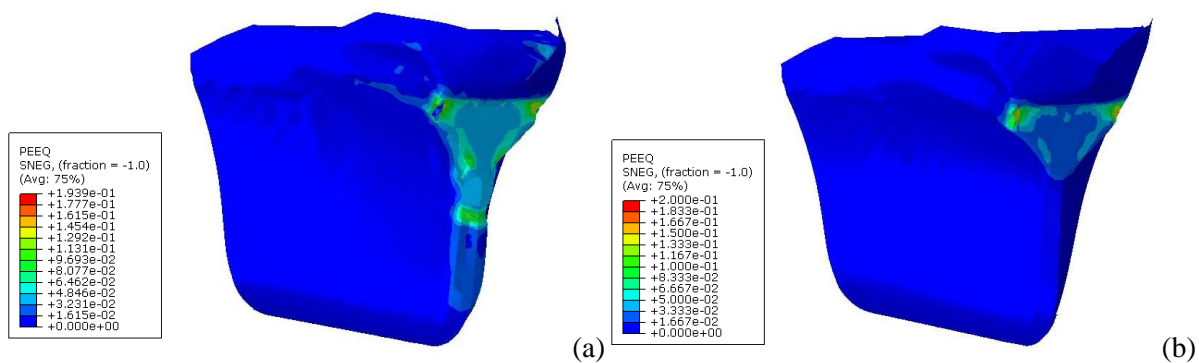 PEEQ
SNEG, (fraction = -1.0)
(Avg: 75%)
+1.939e-01
+1.777e-01
+1.615e-01
+1.454e-01
+1.292e-01
+1.131e-01
+9.693e-02
+8.077e-02
+6.462e-02
+4.846e-02
+3.231e-02
+1.615e-02
+0.000e+00
(a)
PEEQ
SNEG, (fraction = -1.0)
(Avg: 75%)
+2.000e-01
+1.833e-01
+1.667e-01
+1.500e-01
+1.333e-01
+1.167e-01
+1.000e-01
+8.333e-02
+6.667e-02
+5.000e-02
+3.333e-02
+1.667e-02
+0.000e+00
(b)